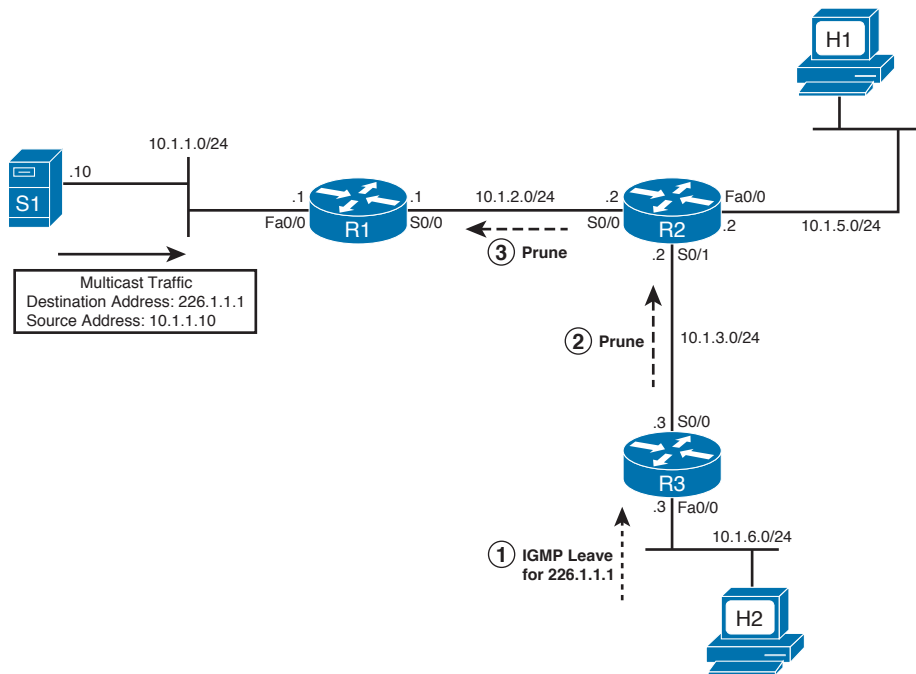 H1
10.1.1.0/24
.10
S1
.1
Fa0/0
R1
.1
S0/0
10.1.2.0/24
.2
S0/0
R2
Fa0/0
.2
10.1.5.0/24
.2 S0/1
3 Prune
Multicast Traffic
Destination Address: 226.1.1.1
Source Address: 10.1.1.10
2 Prune
10.1.3.0/24
.3 S0/0
R3
.3 Fa0/0
10.1.6.0/24
1 IGMP Leave
for 226.1.1.1
H2